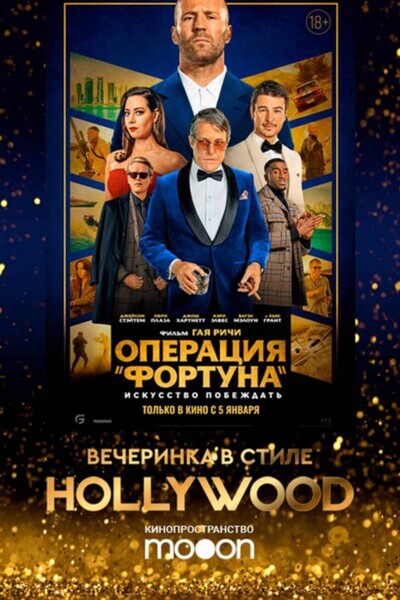 18+
ДЖЕЙСОН СТЭЙТЕМ ОБРИ ПЛАЗА ДЖОШ ХАРТНЕТТ КЭРИ ЭЛВЕС БАГЗИ МЭЛОУН и ХЬЮ ГРАНТ
ФИЛЬМ ГАЯ РИЧИ
ОПЕРАЦИЯ
"ФОРТУНА"
ИСКУССТВО ПОБЕЖДАТЬ
ТОЛЬКО В КИНО С 5 ЯНВАРЯ
ВЕЧЕРИНКА В СТИЛЕ
HOLLYWOOD
КИНОПРОСТРАНСТВО
mooon